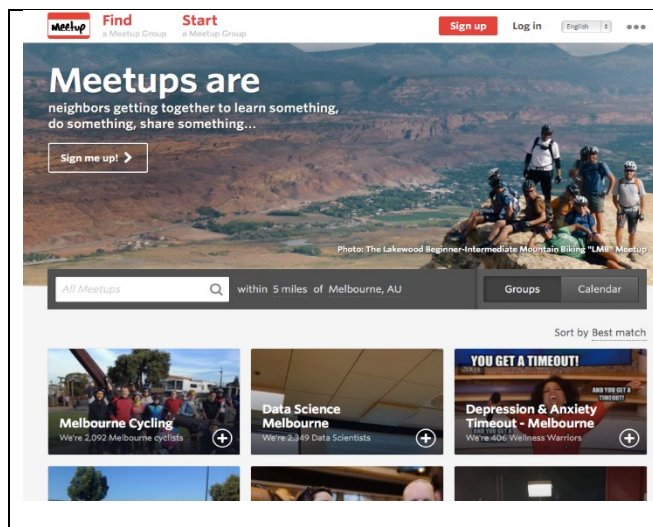 Meetup
Find
a Meetup Group
Start
a Meetup Group
Sign up
Log in
English
Meetups are
neighbors getting together to learn something,
do something, share something...
Sign me up!
Photo: The Lakewood Beginner-Intermediate Mountain Biking "LMB" Meetup
All Meetups
within 5 miles of Melbourne, AU
Groups
Calendar
Sort by Best match
Melbourne Cycling
We're 2,092 Melbourne cyclists
Data Science
Melbourne
We're 2,349 Data Scientists
YOU GET A TIMEOUT!
AND YOU GET A
TIMEOUT!
Depression & Anxiety
Timeout - Melbourne
We're 406 Wellness Warriors